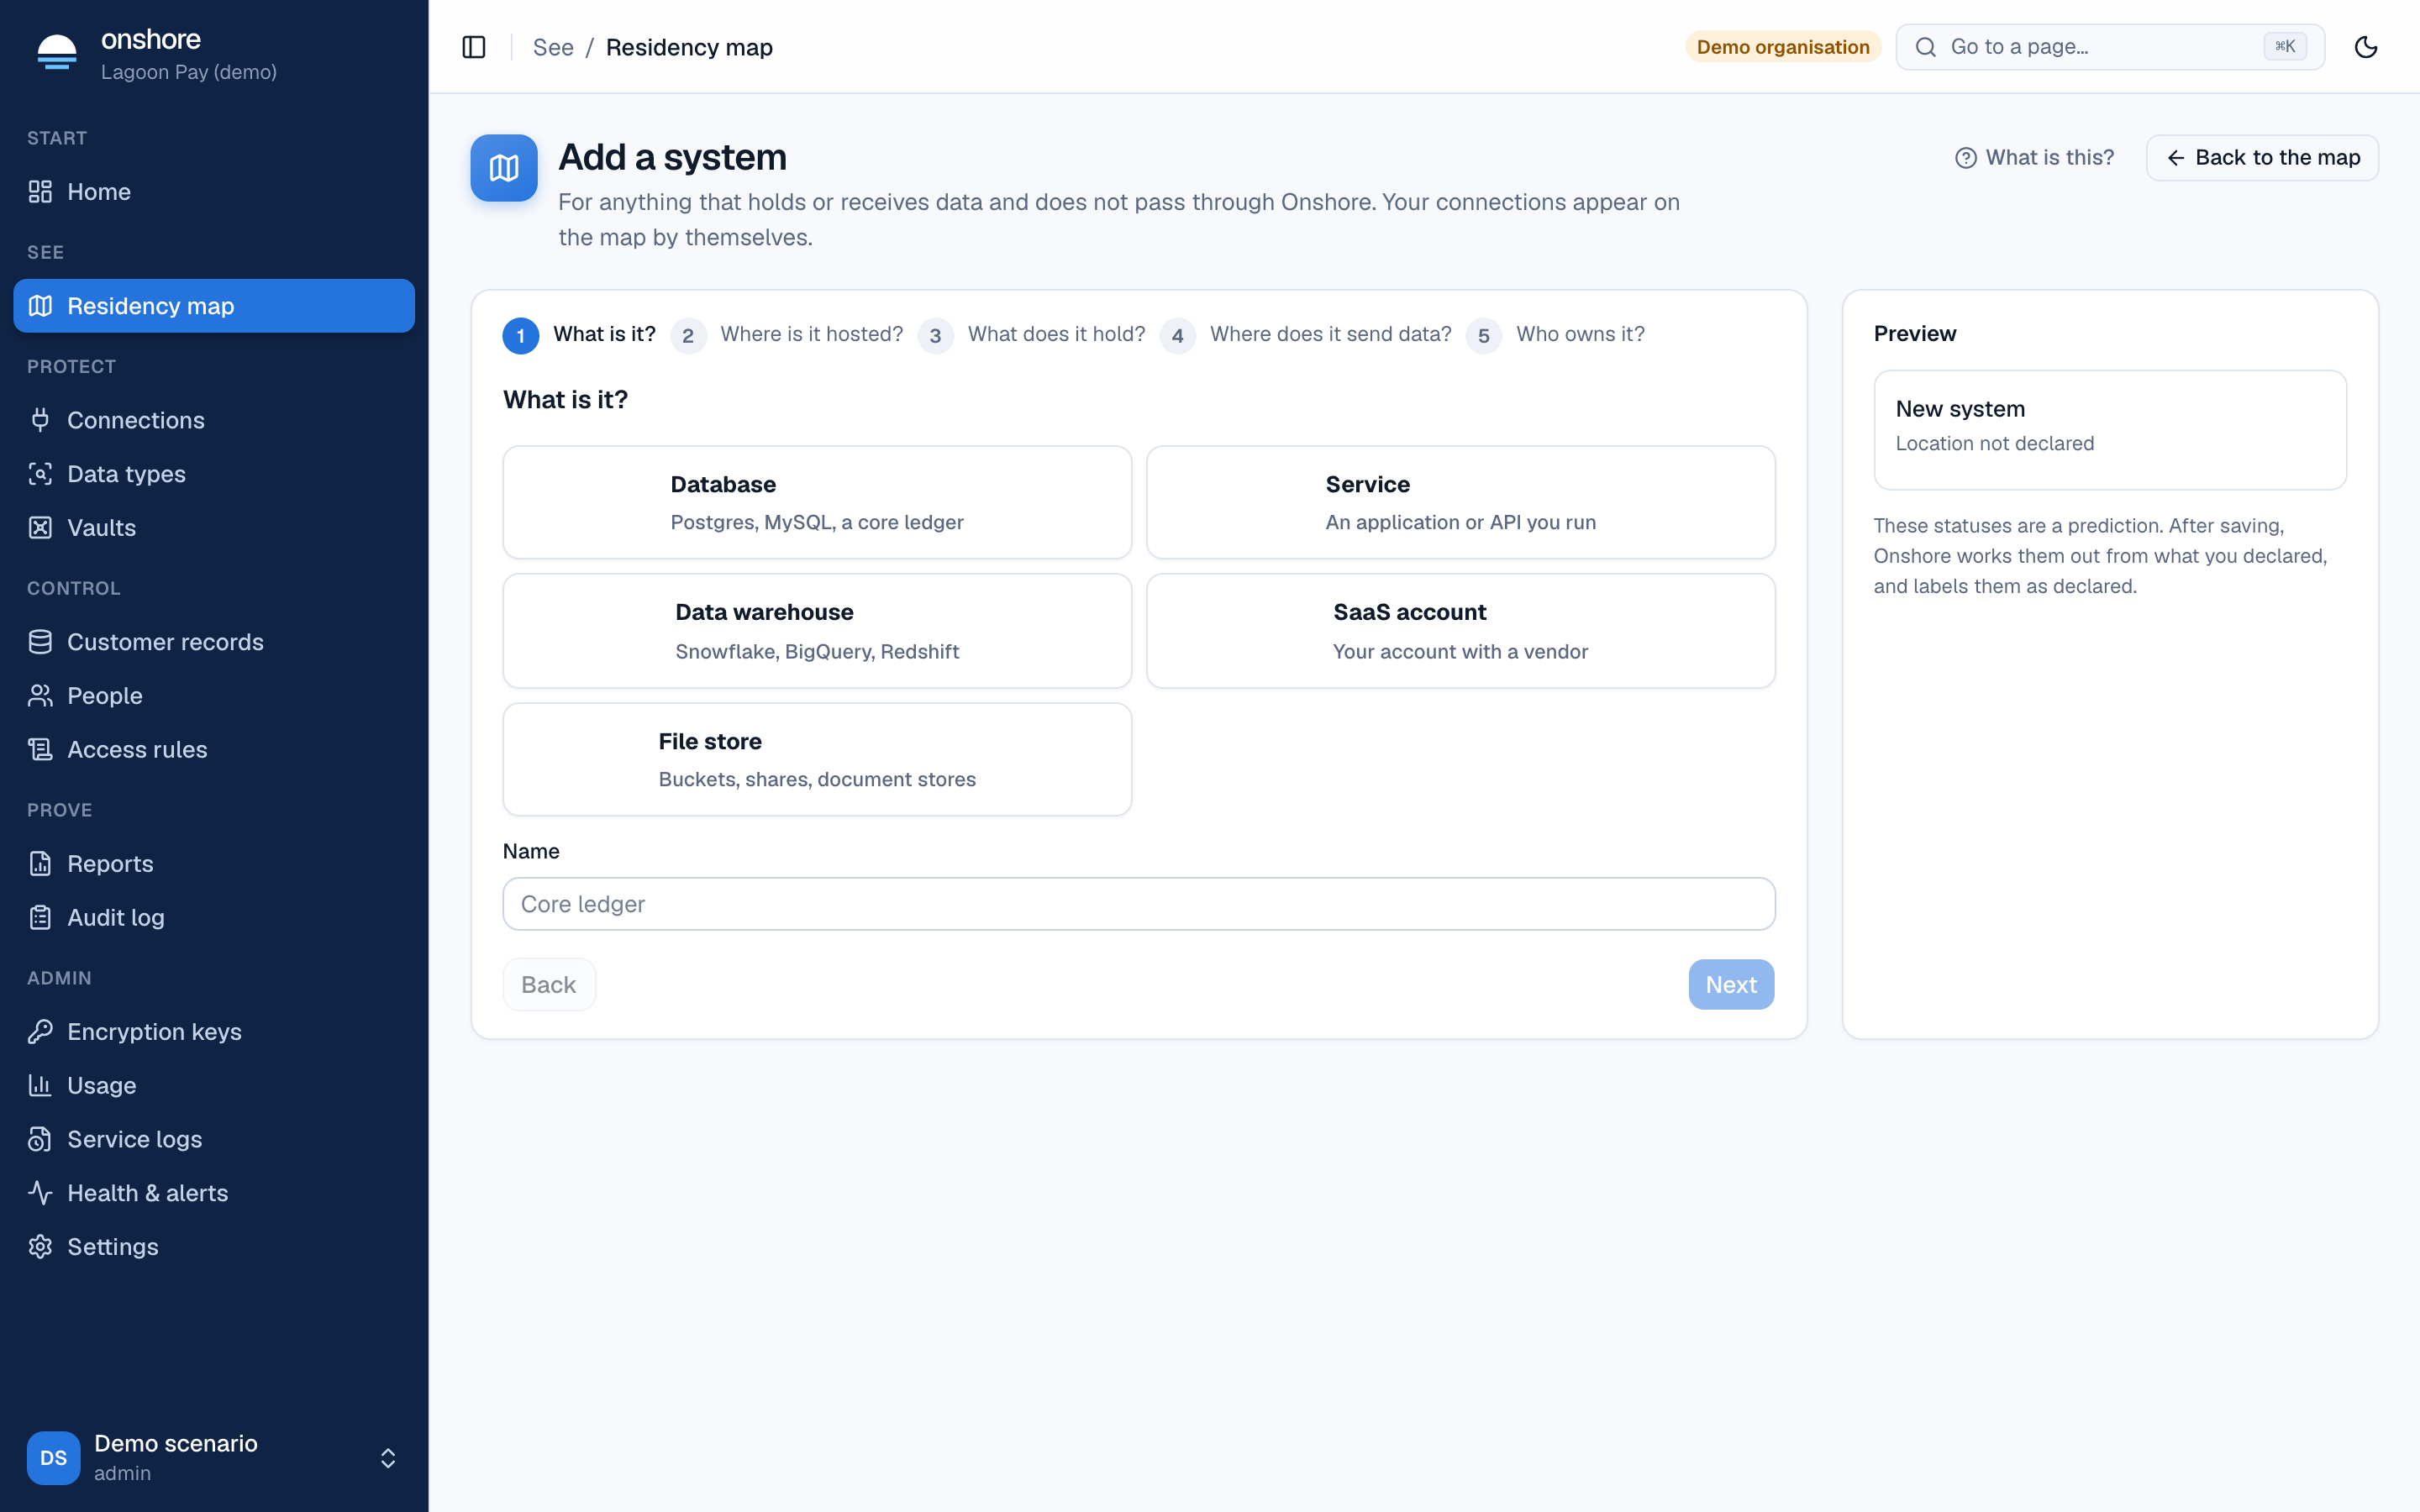 onshore
Lagoon Pay (demo)
START
Home
SEE
Residency map
PROTECT
Connections
Data types
Vaults
CONTROL
Customer records
People
Access rules
PROVE
Reports
Audit log
ADMIN
Encryption keys
Usage
Service logs
Health & alerts
Settings
DS
Demo scenario
admin
See / Residency map
Demo organisation
Go to a page...
⌘K
Add a system
For anything that holds or receives data and does not pass through Onshore. Your connections appear on
the map by themselves.
What is this?
Back to the map
1 What is it? 2 Where is it hosted? 3 What does it hold? 4 Where does it send data? 5 Who owns it?
What is it?
Database
Postgres, MySQL, a core ledger
Service
An application or API you run
Data warehouse
Snowflake, BigQuery, Redshift
SaaS account
Your account with a vendor
File store
Buckets, shares, document stores
Name
Core ledger
Back
Next
Preview
New system
Location not declared
These statuses are a prediction. After saving,
Onshore works them out from what you declared,
and labels them as declared.